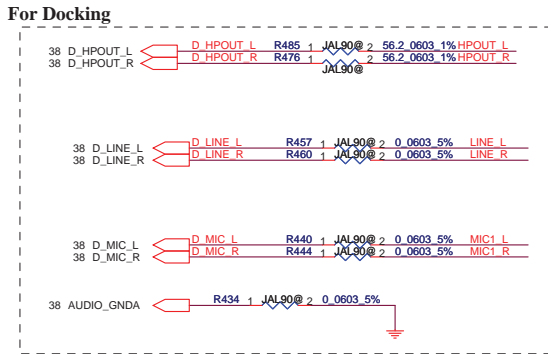 For Docking
38 D_HPOUT_L D_HPOUT_L R485 1 JAL90@ 2 56.2_0603_1% HPOUT_L
38 D_HPOUT_R D_HPOUT_R R476 1 JAL90@ 2 56.2_0603_1% HPOUT_R
38 D_LINE_L D_LINE_L R457 1 JAL90@ 2 0_0603_5% LINE_L
38 D_LINE_R D_LINE_R R460 1 JAL90@ 2 0_0603_5% LINE_R
38 D_MIC_L D_MIC_L R440 1 JAL90@ 2 0_0603_5% MIC1_L
38 D_MIC_R D_MIC_R R444 1 JAL90@ 2 0_0603_5% MIC1_R
38 AUDIO_GNDA R434 1 JAL90@ 2 0_0603_5%